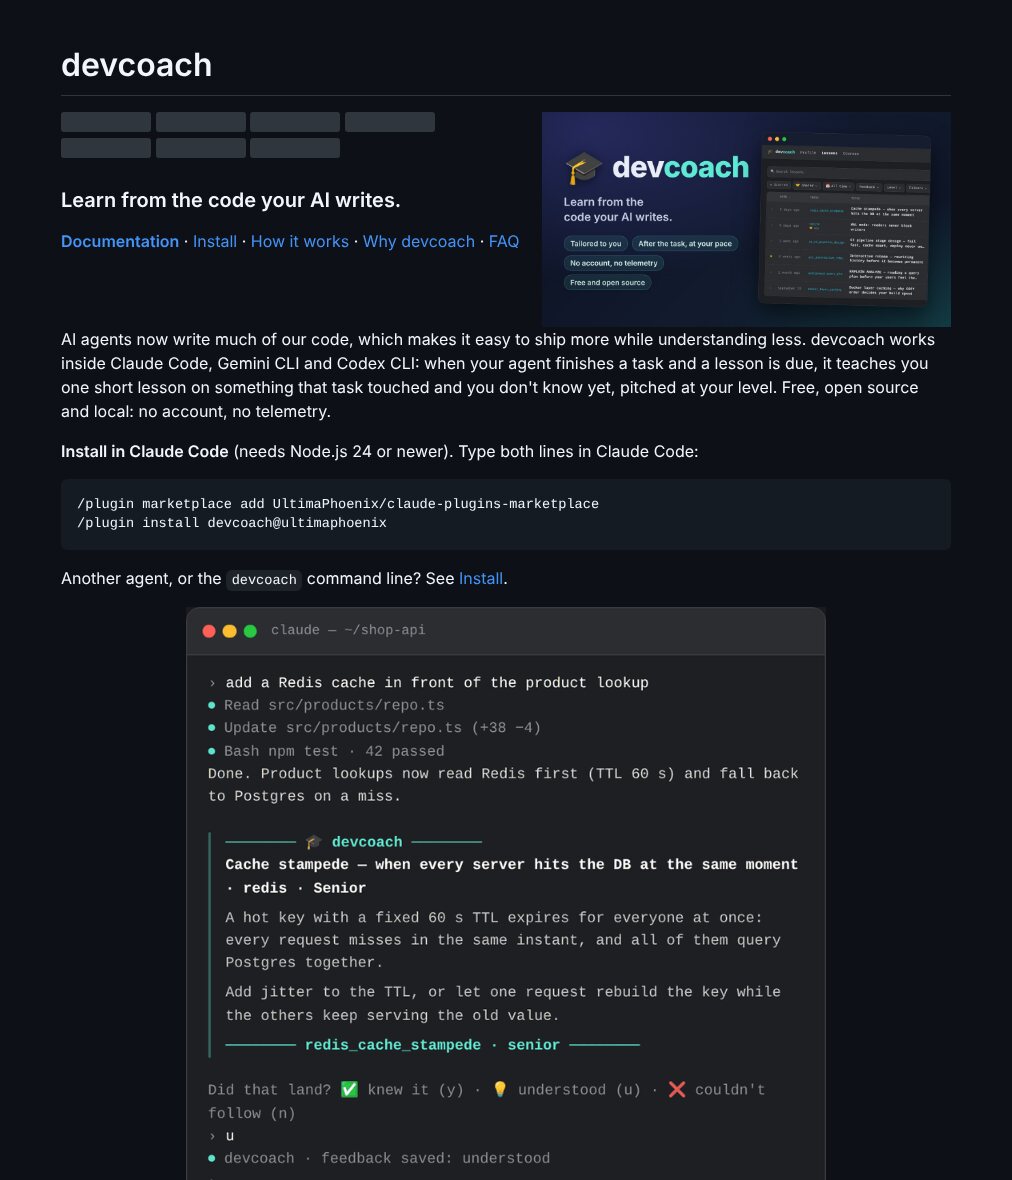 devcoach
Learn from the code your AI writes.
Documentation · Install · How it works · Why devcoach · FAQ
🎓 devcoach
Learn from the
code your AI writes.
Tailored to you
After the task, at your pace
No account, no telemetry
Free and open source
devcoach Profile Lessons
AI agents now write much of our code, which makes it easy to ship more while understanding less. devcoach works
inside Claude Code, Gemini CLI and Codex CLI: when your agent finishes a task and a lesson is due, it teaches you
one short lesson on something that task touched and you don't know yet, pitched at your level. Free, open source
and local: no account, no telemetry.
Install in Claude Code (needs Node.js 24 or newer). Type both lines in Claude Code:
/plugin marketplace add UltimaPhoenix/claude-plugins-marketplace
/plugin install devcoach@ultimaphoenix
Another agent, or the devcoach command line? See Install.
claude — ~/shop-api
› add a Redis cache in front of the product lookup
● Read src/products/repo.ts
● Update src/products/repo.ts (+38 −4)
● Bash npm test · 42 passed
Done. Product lookups now read Redis first (TTL 60 s) and fall back
to Postgres on a miss.
──────── 🎓 devcoach ────────
Cache stampede — when every server hits the DB at the same moment
· redis · Senior
A hot key with a fixed 60 s TTL expires for everyone at once:
every request misses in the same instant, and all of them query
Postgres together.
Add jitter to the TTL, or let one request rebuild the key while
the others keep serving the old value.
──────── redis_cache_stampede · senior ────────
Did that land? ✅ knew it (y) · 💡 understood (u) · ❌ couldn't
follow (n)
› u
● devcoach · feedback saved: understood